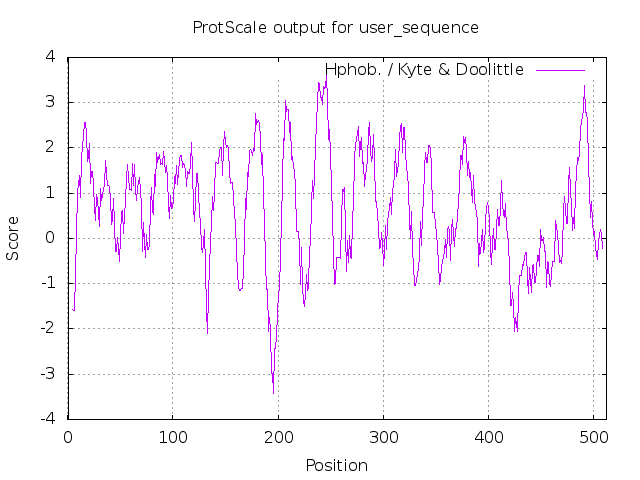 ProtScale output for user_sequence
Hphob. / Kyte & Doolittle
4
3
2
1
0
-1
-2
-3
-4
Score
0 100 200 300 400 500
Position